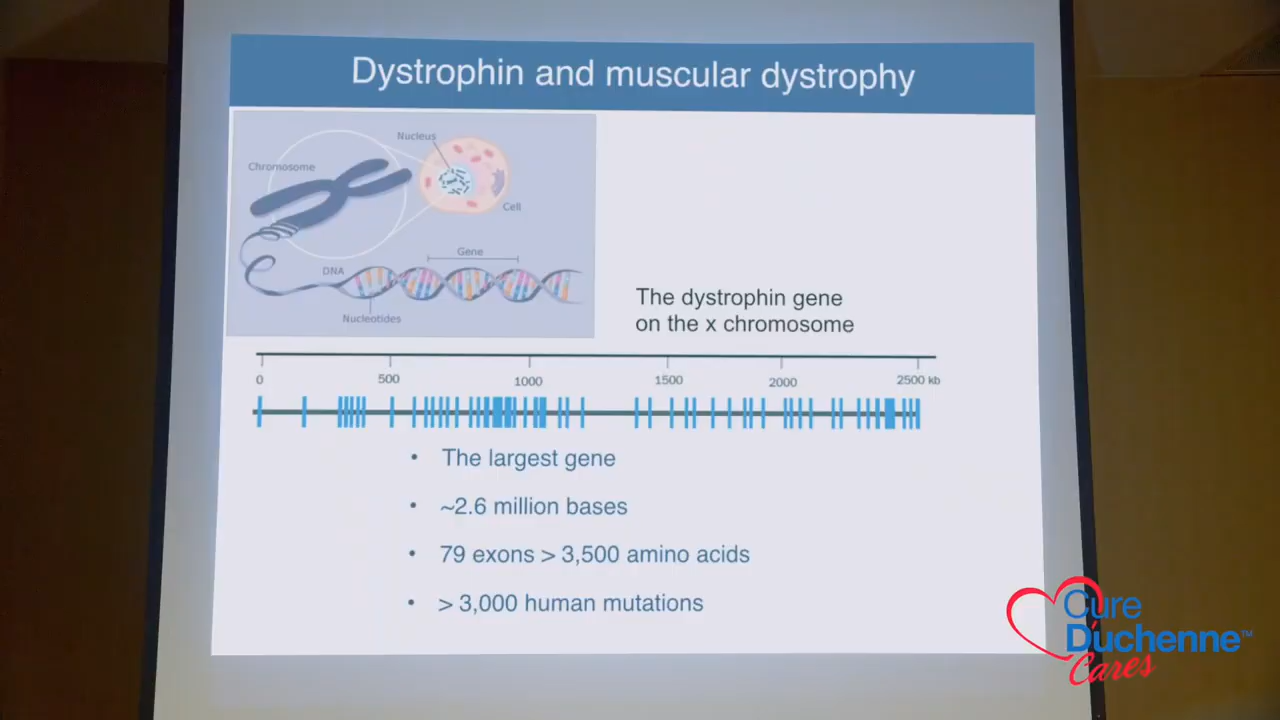 Dystrophin and muscular dystrophy
Nucleus
Chromosome
Cell
Gene
DNA
Nucleotides
The dystrophin gene
on the x chromosome
0 500 1000 1500 2000 2500 kb
• The largest gene
• ~2.6 million bases
• 79 exons > 3,500 amino acids
• > 3,000 human mutations
Cure
Duchenne™
Cares